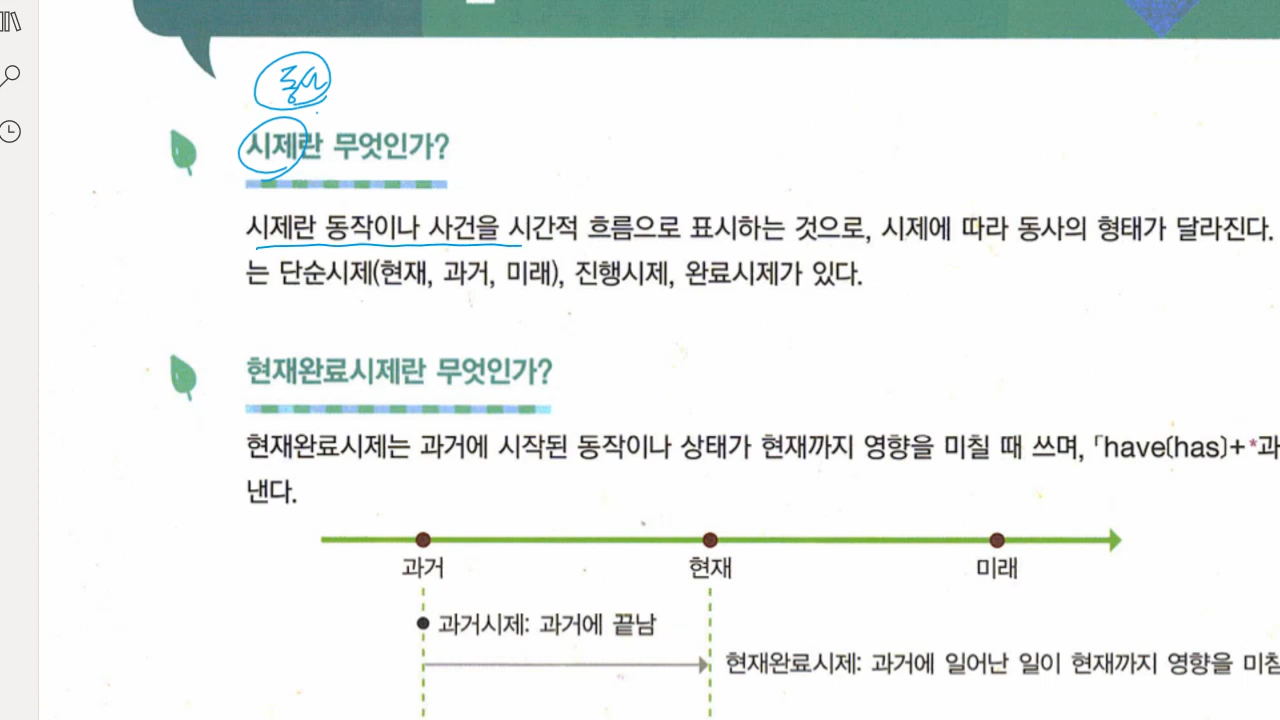 동사
시제란 무엇인가?
시제란 동작이나 사건을 시간적 흐름으로 표시하는 것으로, 시제에 따라 동사의 형태가 달라진다.
는 단순시제(현재, 과거, 미래), 진행시제, 완료시제가 있다.
현재완료시제란 무엇인가?
현재완료시제는 과거에 시작된 동작이나 상태가 현재까지 영향을 미칠 때 쓰며, 「have(has)+*과
낸다.
과거 현재 미래
과거시제: 과거에 끝남
현재완료시제: 과거에 일어난 일이 현재까지 영향을 미침